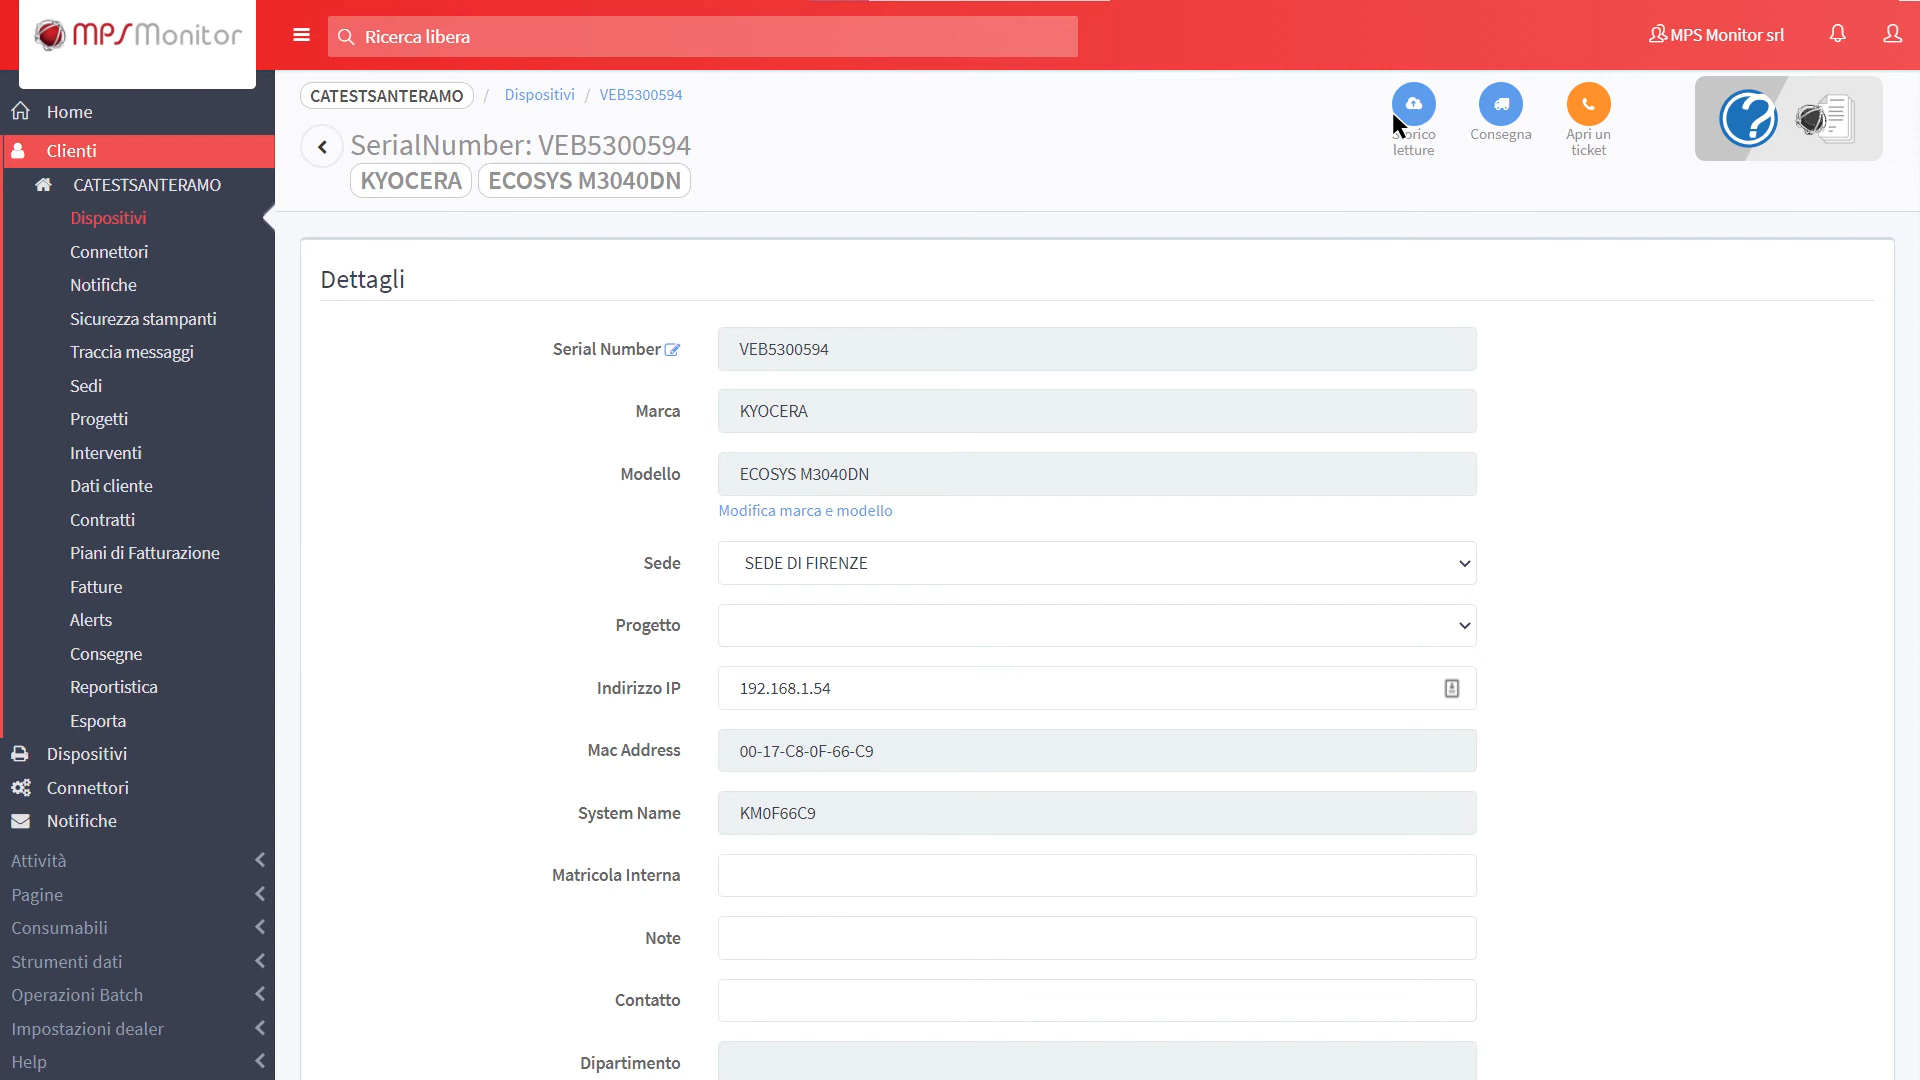 MPSMonitor
Ricerca libera
MPS Monitor srl
Home
Clienti
CATESTSANTERAMO
Dispositivi
Connettori
Notifiche
Sicurezza stampanti
Traccia messaggi
Sedi
Progetti
Interventi
Dati cliente
Contratti
Piani di Fatturazione
Fatture
Alerts
Consegne
Reportistica
Esporta
Dispositivi
Connettori
Notifiche
Attività
Pagine
Consumabili
Strumenti dati
Operazioni Batch
Impostazioni dealer
Help
CATESTSANTERAMO / Dispositivi / VEB5300594
SerialNumber: VEB5300594
KYOCERA ECOSYS M3040DN
Storico
letture
Consegna
Apri un
ticket
Dettagli
Serial Number VEB5300594
Marca KYOCERA
Modello ECOSYS M3040DN
Modifica marca e modello
Sede SEDE DI FIRENZE
Progetto
Indirizzo IP 192.168.1.54
Mac Address 00-17-C8-0F-66-C9
System Name KM0F66C9
Matricola Interna
Note
Contatto
Dipartimento